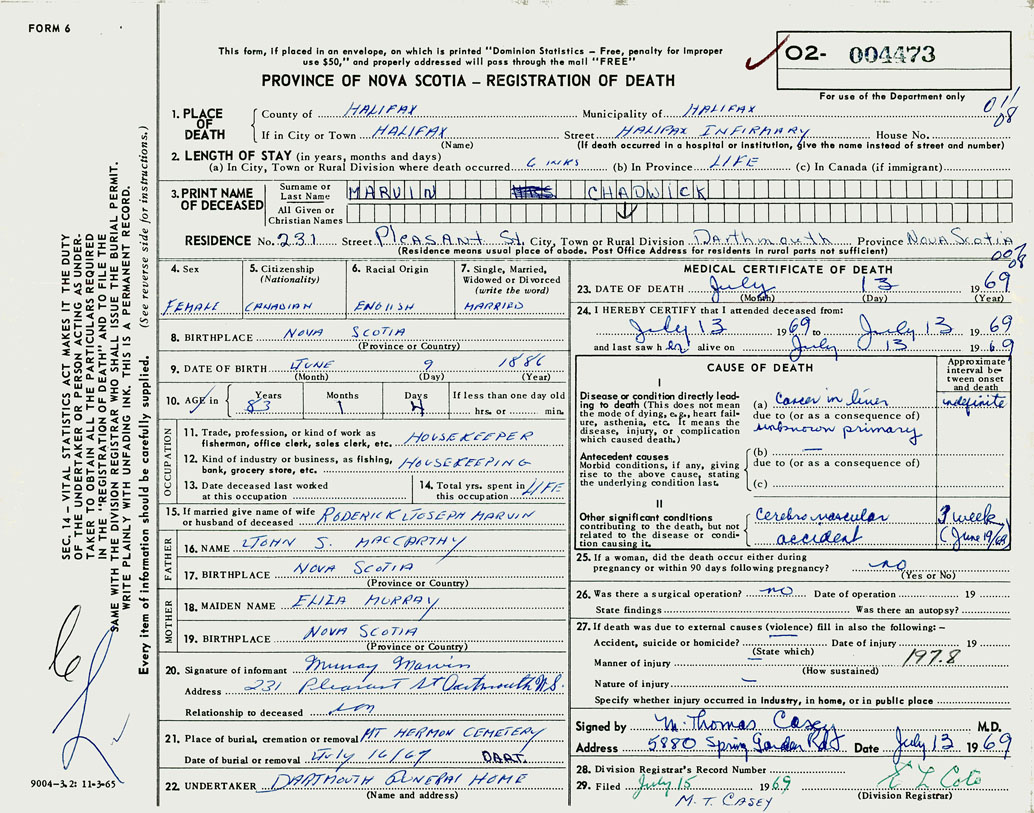 FORM 6
This form, if placed in an envelope, on which is printed "Dominion Statistics – Free, penalty for improper
use $50," and properly addressed will pass through the mail "FREE"
PROVINCE OF NOVA SCOTIA – REGISTRATION OF DEATH
02- 004473
For use of the Department only
011/08
1. PLACE OF DEATH
County of HALIFAX Municipality of HALIFAX
If in City or Town HALIFAX Street HALIFAX INFIRMARY House No.
(Name) (If death occurred in a hospital or institution, give the name instead of street and number)
2. LENGTH OF STAY (in years, months and days)
(a) In City, Town or Rural Division where death occurred 6 WKS (b) In Province LIFE (c) In Canada (if immigrant)
3. PRINT NAME OF DECEASED
Surname or Last Name MARVIN CHADWICK
All Given or Christian Names
RESIDENCE No. 231 Street Pleasant St. City, Town or Rural Division Dartmouth Province Nova Scotia
(Residence means usual place of abode. Post Office Address for residents in rural parts not sufficient)
4. Sex FEMALE
5. Citizenship (Nationality) CANADIAN
6. Racial Origin ENGLISH
7. Single, Married, Widowed or Divorced (write the word) MARRIED
8. BIRTHPLACE NOVA SCOTIA
(Province or Country)
9. DATE OF BIRTH JUNE 9 1886
(Month) (Day) (Year)
10. AGE in Years 83 Months 1 Days 4 If less than one day old hrs. or min.
OCCUPATION
11. Trade, profession, or kind of work as fisherman, office clerk, sales clerk, etc. HOUSEKEEPER
12. Kind of industry or business, as fishing, bank, grocery store, etc. HOUSEKEEPING
13. Date deceased last worked at this occupation
14. Total yrs. spent in this occupation LIFE
15. If married give name of wife or husband of deceased RODERICK JOSEPH MARVIN
FATHER
16. NAME JOHN S. MACCARTHY
17. BIRTHPLACE NOVA SCOTIA
(Province or Country)
MOTHER
18. MAIDEN NAME ELIZA MURRAY
19. BIRTHPLACE NOVA SCOTIA
(Province or Country)
20. Signature of informant Murray Marvin
Address 231 Pleasant St Dartmouth N.S.
Relationship to deceased son
21. Place of burial, cremation or removal MT HERMON CEMETERY
Date of burial or removal July 16/69 DART.
22. UNDERTAKER DARTMOUTH FUNERAL HOME
(Name and address)
MEDICAL CERTIFICATE OF DEATH
23. DATE OF DEATH July 13 1969
(Month) (Day) (Year)
24. I HEREBY CERTIFY that I attended deceased from:
July 13 1969 to July 13 1969
and last saw her alive on July 13 1969
CAUSE OF DEATH
Approximate interval between onset and death
I
Disease or condition directly leading to death (This does not mean the mode of dying, e.g., heart failure, asthenia, etc. It means the disease, injury, or complication which caused death.)
(a) Cancer in liver indefinite
due to (or as a consequence of)
unknown primary
Antecedent causes
Morbid conditions, if any, giving rise to the above cause, stating the underlying condition last.
(b) —
due to (or as a consequence of)
(c)
II
Other significant conditions contributing to the death, but not related to the disease or condition causing it.
cerebrovascular
accident
week
(June 19/69)
25. If a woman, did the death occur either during pregnancy or within 90 days following pregnancy? no
(Yes or No)
26. Was there a surgical operation? no Date of operation 19
State findings Was there an autopsy?
27. If death was due to external causes (violence) fill in also the following: –
Accident, suicide or homicide? Date of injury 19
(State which)
Manner of injury — 197.8
(How sustained)
Nature of injury —
Specify whether injury occurred in industry, in home, or in public place
Signed by M. Thomas Casey M.D.
Address 5880 Spring Garden Rd Date July 13 1969
28. Division Registrar's Record Number
29. Filed July 15 1969 E L Cote
(Division Registrar)
M. T. CASEY
SEC. 14 – VITAL STATISTICS ACT MAKES IT THE DUTY
OF THE UNDERTAKER OR PERSON ACTING AS UNDER-
TAKER TO OBTAIN ALL THE PARTICULARS REQUIRED
IN THE "REGISTRATION OF DEATH" AND TO FILE THE
SAME WITH THE DIVISION REGISTRAR WHO SHALL ISSUE THE BURIAL PERMIT.
WRITE PLAINLY WITH UNFADING INK. THIS IS A PERMANENT RECORD.
Every item of information should be carefully supplied. (See reverse side for instructions.)
9004-3.2: 11-3-65